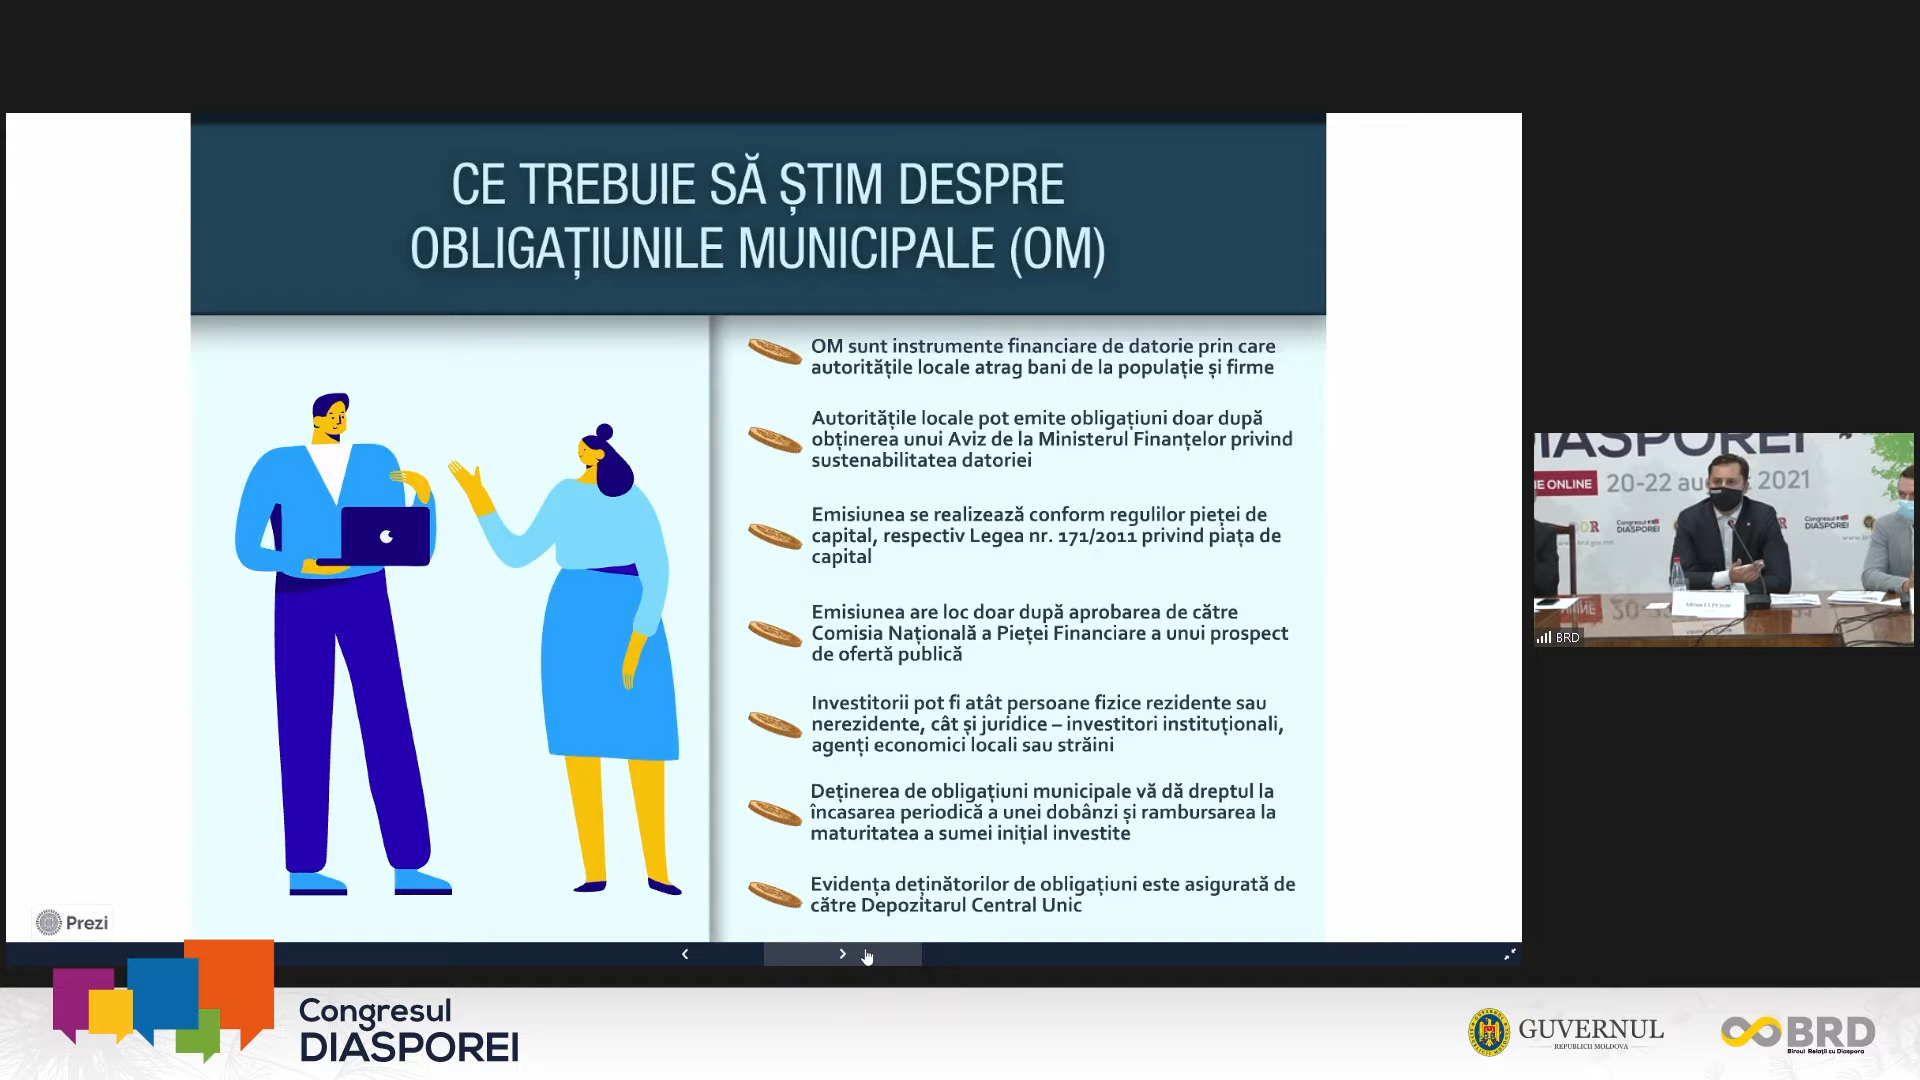 CE TREBUIE SĂ ȘTIM DESPRE
OBLIGAȚIUNILE MUNICIPALE (OM)
OM sunt instrumente financiare de datorie prin care
autoritățile locale atrag bani de la populație și firme
Autoritățile locale pot emite obligațiuni doar după
obținerea unui Aviz de la Ministerul Finanțelor privind
sustenabilitatea datoriei
Emisiunea se realizează conform regulilor pieței de
capital, respectiv Legea nr. 171/2011 privind piața de
capital
Emisiunea are loc doar după aprobarea de către
Comisia Națională a Pieței Financiare a unui prospect
de ofertă publică
Investitorii pot fi atât persoane fizice rezidente sau
nerezidente, cât și juridice – investitori instituționali,
agenți economici locali sau străini
Deținerea de obligațiuni municipale vă dă dreptul la
încasarea periodică a unei dobânzi și rambursarea la
maturitatea a sumei inițial investite
Evidența deținătorilor de obligațiuni este asigurată de
către Depozitarul Central Unic
Prezi
IASPOREI
IE ONLINE
20-22 au 2021
Congresul
DIASPOREI
Congresul
DIASPOREI
BRD
Congresul
DIASPOREI
GUVERNUL
REPUBLICII MOLDOVA
BRD
Biroul Relații cu Diaspora